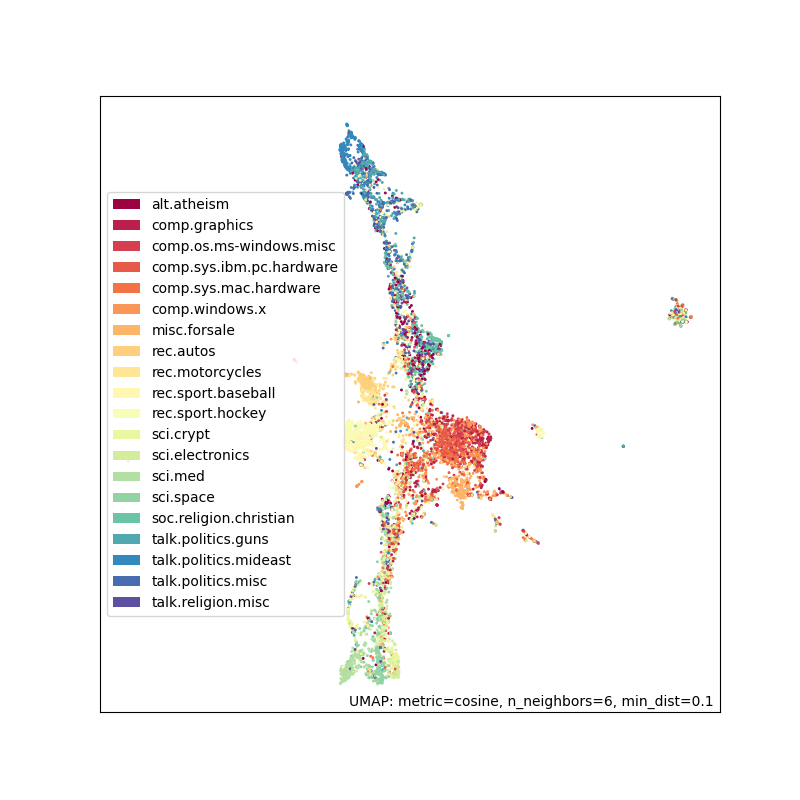 alt.atheism
comp.graphics
comp.os.ms-windows.misc
comp.sys.ibm.pc.hardware
comp.sys.mac.hardware
comp.windows.x
misc.forsale
rec.autos
rec.motorcycles
rec.sport.baseball
rec.sport.hockey
sci.crypt
sci.electronics
sci.med
sci.space
soc.religion.christian
talk.politics.guns
talk.politics.mideast
talk.politics.misc
talk.religion.misc
UMAP: metric=cosine, n_neighbors=6, min_dist=0.1